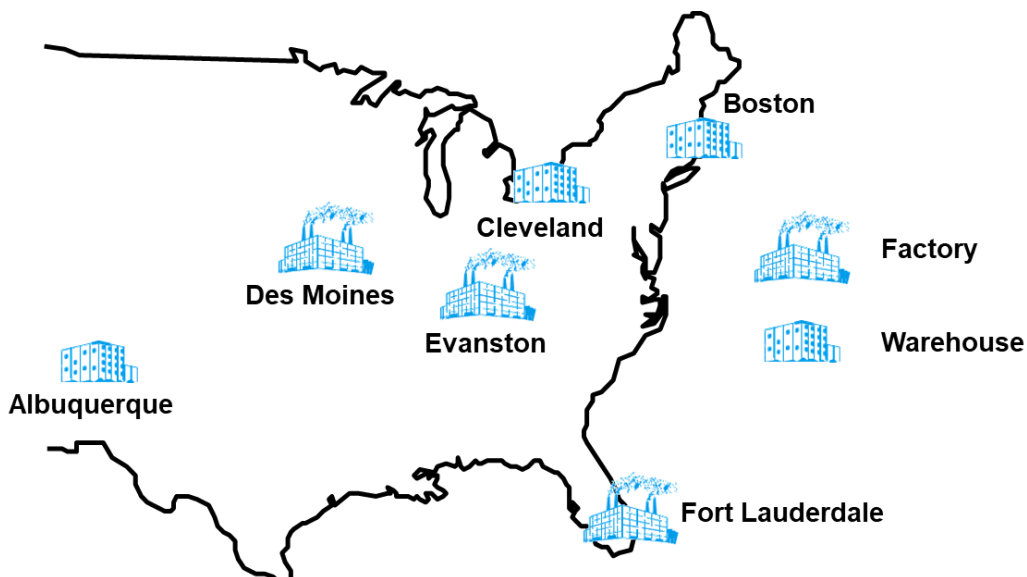 Boston
Cleveland
Factory
Des Moines
Evanston
Warehouse
Albuquerque
Fort Lauderdale